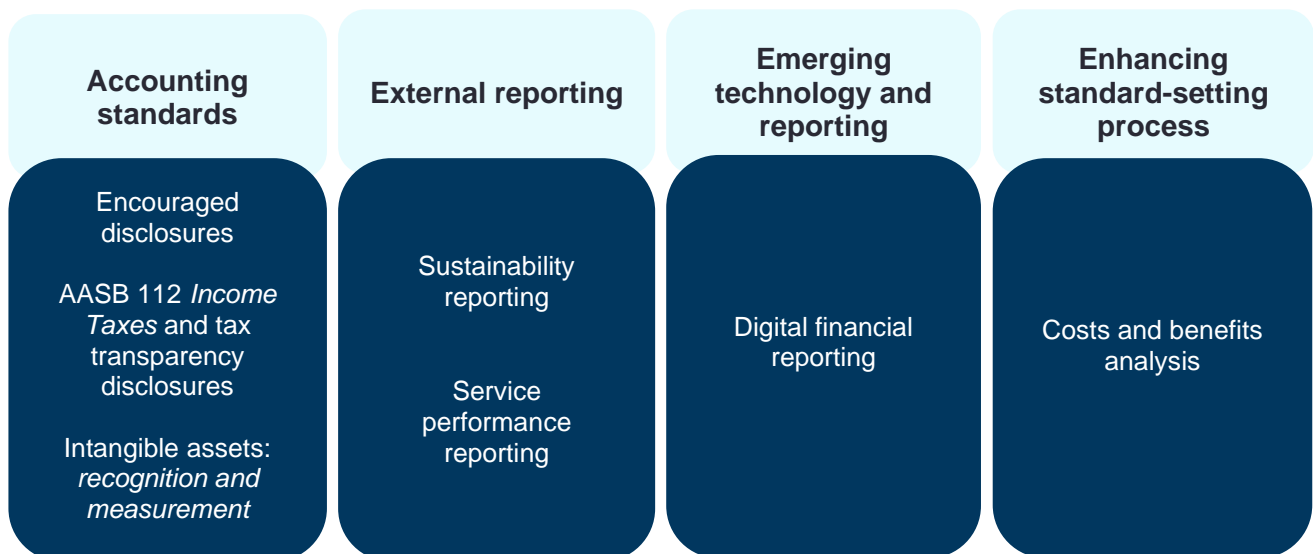 Accounting
standards
Encouraged
disclosures
AASB 112 Income
Taxes and tax
transparency
disclosures
Intangible assets:
recognition and
measurement
External reporting
Sustainability
reporting
Service
performance
reporting
Emerging
technology and
reporting
Digital financial
reporting
Enhancing
standard-setting
process
Costs and benefits
analysis